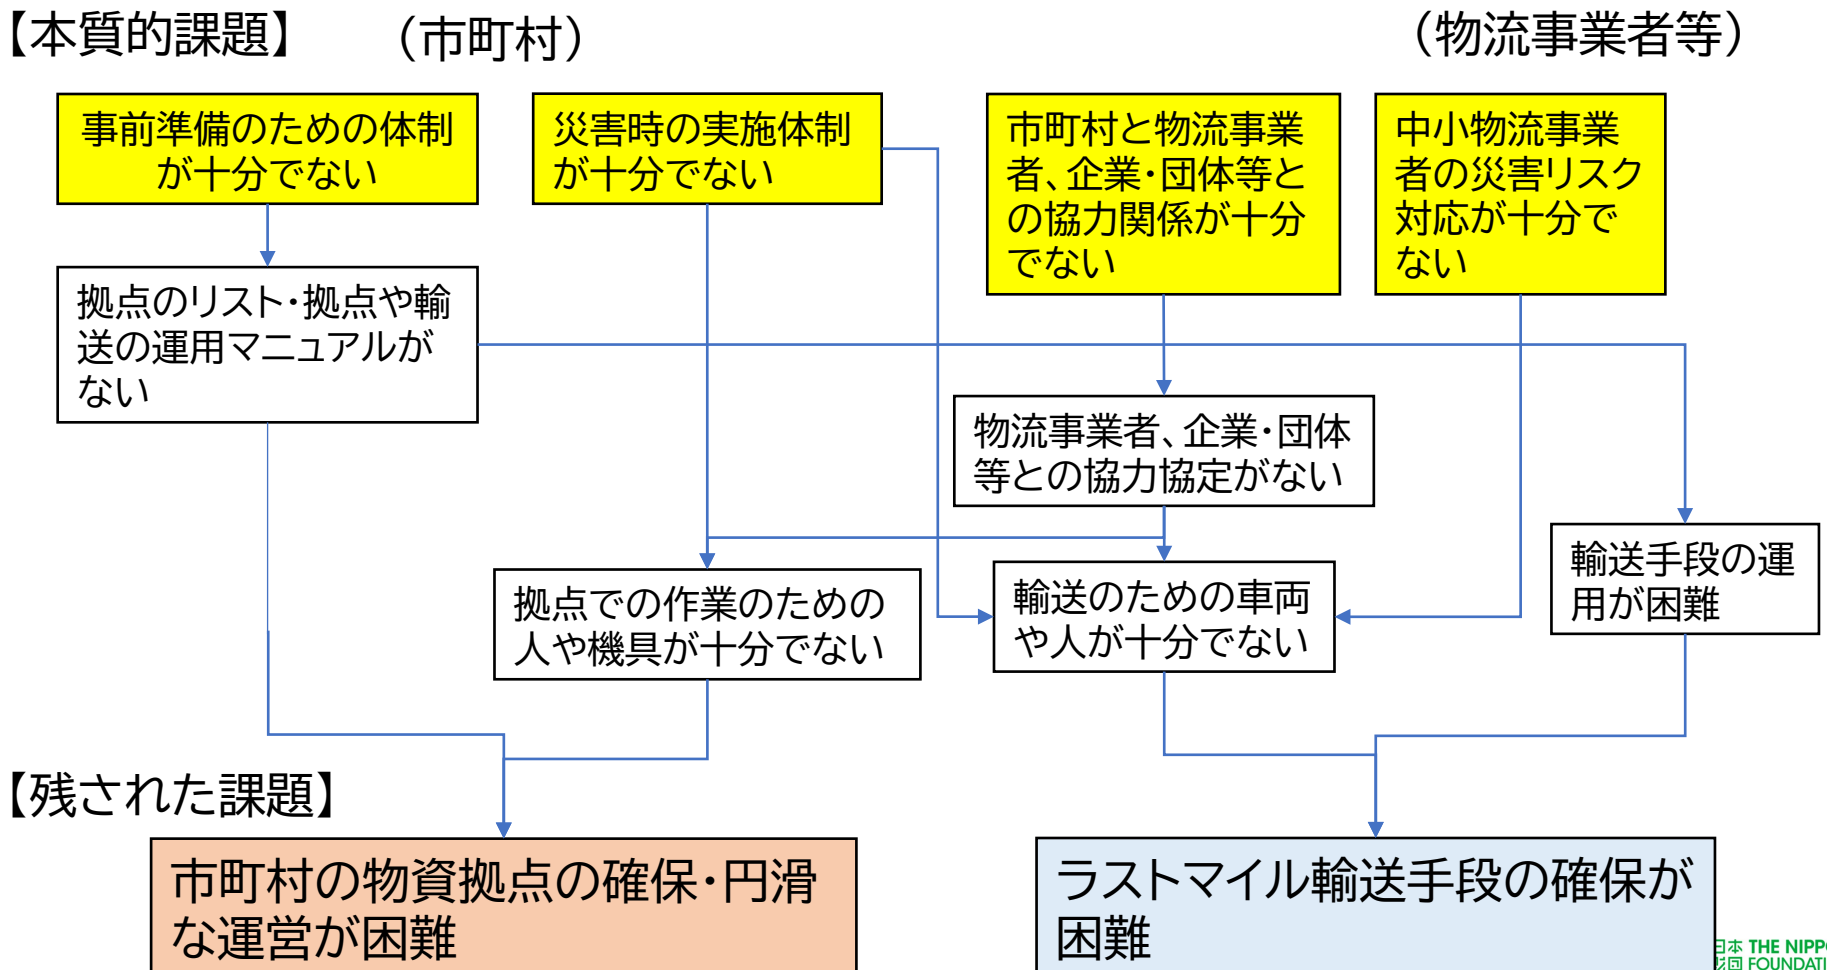 【本質的課題】
（市町村）
（物流事業者等）
事前準備のための体制
が十分でない
災害時の実施体制
が十分でない
市町村と物流事業
者、企業・団体等と
の協力関係が十分
でない
中小物流事業
者の災害リスク
対応が十分で
ない
拠点のリスト・拠点や輸
送の運用マニュアルが
ない
物流事業者、企業・団体
等との協力協定がない
輸送手段の運
用が困難
拠点での作業のための
人や機具が十分でない
輸送のための車両
や人が十分でない
【残された課題】
市町村の物資拠点の確保・円滑
な運営が困難
ラストマイル輸送手段の確保が
困難
日本 THE NIPPO
財団 FOUNDATI